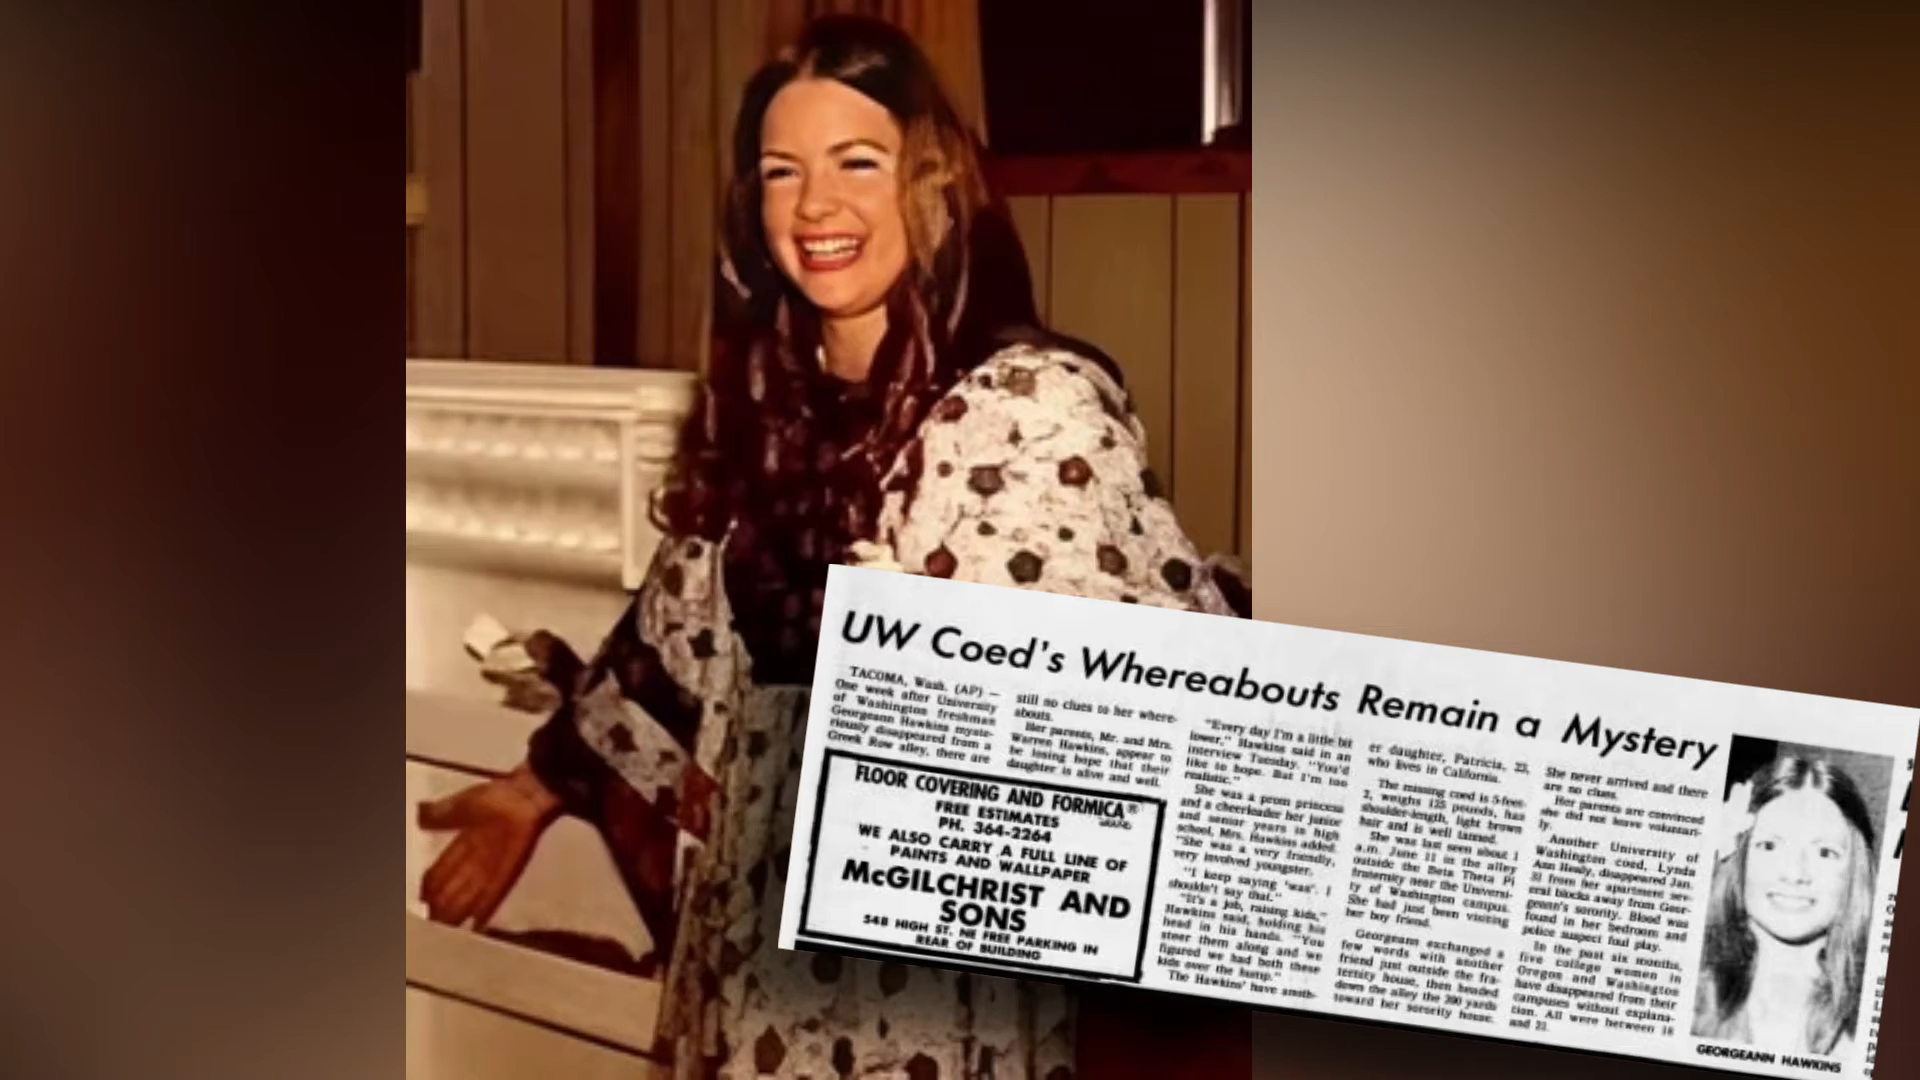 UW Coed's Whereabouts Remain a Mystery
TACOMA, Wash. (AP) —
One week after University
of Washington freshman
Georgeann Hawkins myste-
riously disappeared from a
Greek Row alley, there are
still no clues to her where-
abouts.
Her parents, Mr. and Mrs.
Warren Hawkins, appear to
be losing hope that their
daughter is alive and well.
"Every day I'm a little bit
lower," Hawkins said in an
interview Tuesday. "You'd
like to hope. But I'm too
realistic."
She was a prom princess
and a cheerleader her junior
and senior years in high
school, Mrs. Hawkins added.
"She was a very friendly,
very involved youngster.
"I keep saying 'was'. I
shouldn't say that."
"It's a job, raising kids,"
Hawkins said, holding his
head in his hands. "You
steer them along and we
figured we had both these
kids over the hump."
The Hawkins' have anoth-
er daughter, Patricia, 23,
who lives in California.
The missing coed is 5-feet-
2, weighs 125 pounds, has
shoulder-length, light brown
hair and is well tanned.
She was last seen about 1
a.m. June 11 in the alley
outside the Beta Theta Pi
fraternity near the Universi-
ty of Washington campus.
She had just been visiting
her boy friend.
Georgeann exchanged a
few words with another
friend just outside the fra-
ternity house, then headed
down the alley the 200 yards
toward her sorority house.
She never arrived and there
are no clues.
Her parents are convinced
she did not leave voluntari-
ly.
Another University of
Washington coed, Lynda
Ann Healy, disappeared Jan.
31 from her apartment sev-
eral blocks away from Geor-
geann's sorority. Blood was
found in her bedroom and
police suspect foul play.
In the past six months,
five college women in
Oregon and Washington
have disappeared from their
campuses without explana-
tion. All were between 18
and 21.
FLOOR COVERING AND FORMICA®
BRAND
FREE ESTIMATES
PH. 364-2264
WE ALSO CARRY A FULL LINE OF
PAINTS AND WALLPAPER
McGILCHRIST AND
SONS
548 HIGH ST. NE FREE PARKING IN
REAR OF BUILDING
GEORGEANN HAWKINS